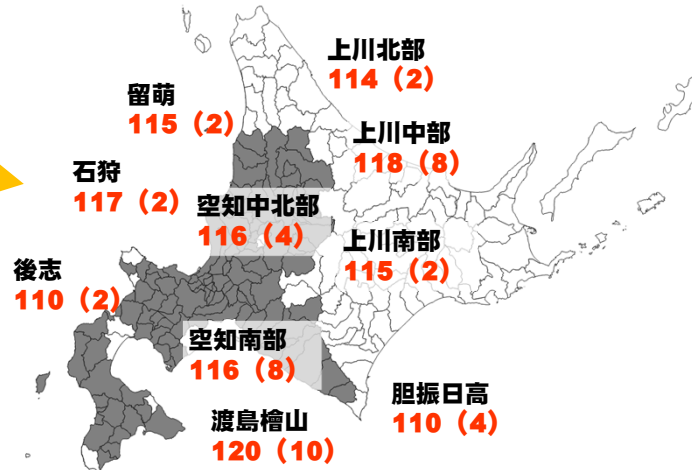 上川北部
114（2）
留萌
115（2）
上川中部
118（8）
石狩
117（2）
空知中北部
116（4）
上川南部
115（2）
後志
110（2）
空知南部
116（8）
胆振日高
110（4）
渡島檜山
120（10）